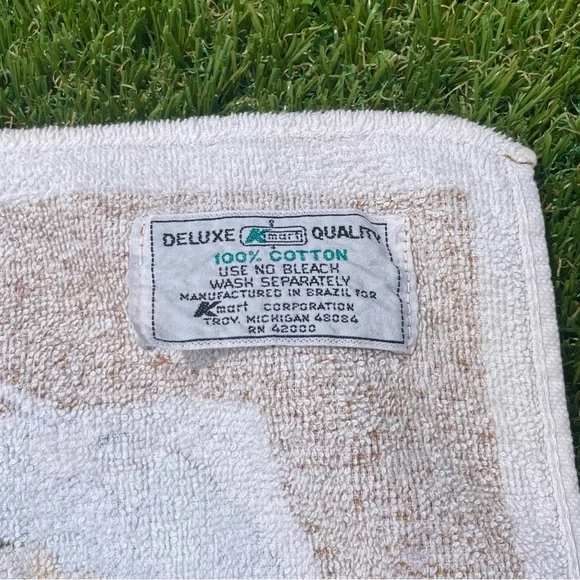 DELUXE Kmart QUALITY
100% COTTON
USE NO BLEACH
WASH SEPARATELY
MANUFACTURED IN BRAZIL FOR
Kmart CORPORATION
TROY, MICHIGAN 48084
RN 42000